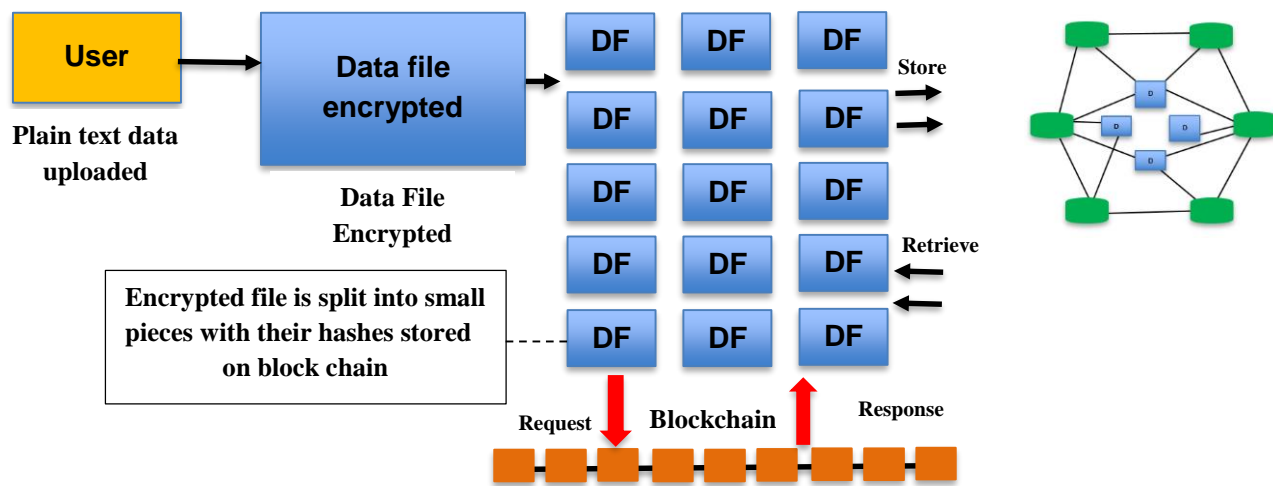 User
Plain text data
uploaded
Data file
encrypted
Data File
Encrypted
DF DF DF
DF DF DF
DF DF DF
DF DF DF
DF DF DF
Store
Retrieve
D
D
D
D
Encrypted file is split into small
pieces with their hashes stored
on block chain
Request
Blockchain
Response